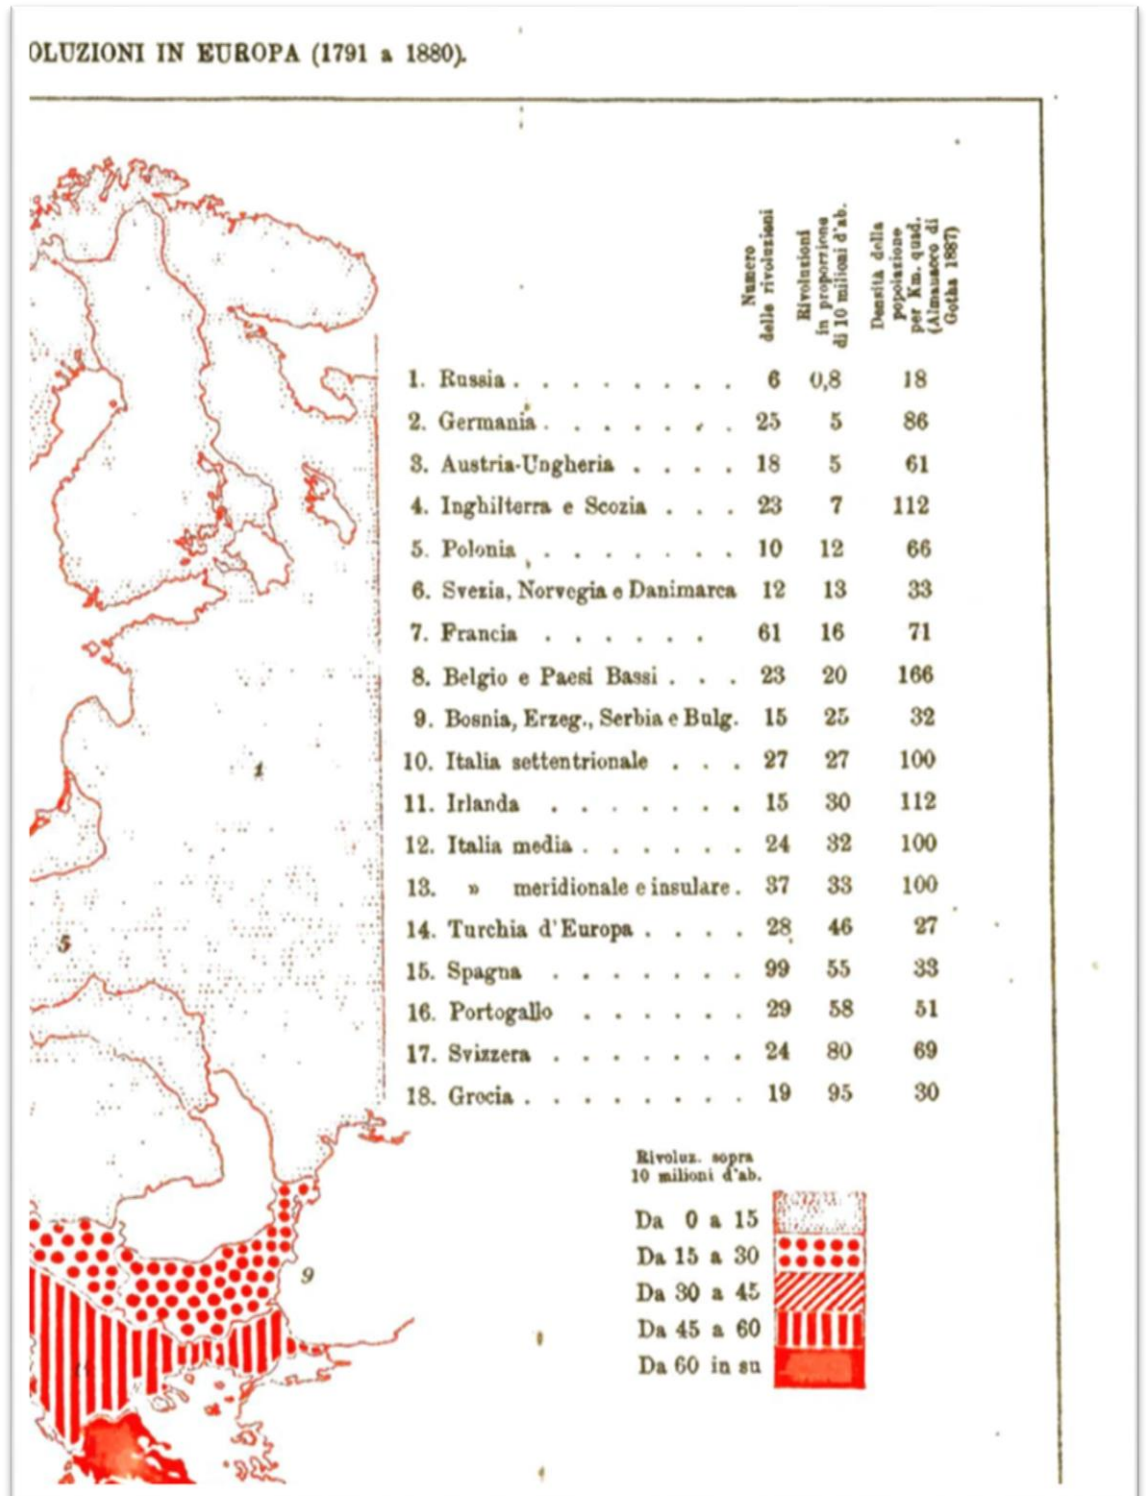 OLUZIONI IN EUROPA (1791 a 1880).
Numero
delle rivoluzioni
Rivoluzioni
in proporzione
di 10 milioni d'ab.
Densità della
popolazione
per Km. quad.
(Almanacco di
Gotha 1887)
1. Russia . . . . . . . . 6 0,8 18
2. Germania . . . . . . . 25 5 86
3. Austria-Ungheria . . . . 18 5 61
4. Inghilterra e Scozia . . . 23 7 112
5. Polonia . . . . . . . 10 12 66
6. Svezia, Norvegia e Danimarca 12 13 33
7. Francia . . . . . . 61 16 71
8. Belgio e Paesi Bassi . . . 23 20 166
9. Bosnia, Erzeg., Serbia e Bulg. 15 25 32
10. Italia settentrionale . . . 27 27 100
11. Irlanda . . . . . . . 15 30 112
12. Italia media . . . . . . 24 32 100
13. » meridionale e insulare . 37 33 100
14. Turchia d'Europa . . . . 28 46 27
15. Spagna . . . . . . . 99 55 33
16. Portogallo . . . . . . 29 58 51
17. Svizzera . . . . . . . 24 80 69
18. Grecia . . . . . . . . 19 95 30
1
5
9
14
Rivoluz. sopra
10 milioni d'ab.
Da 0 a 15
Da 15 a 30
Da 30 a 45
Da 45 a 60
Da 60 in su